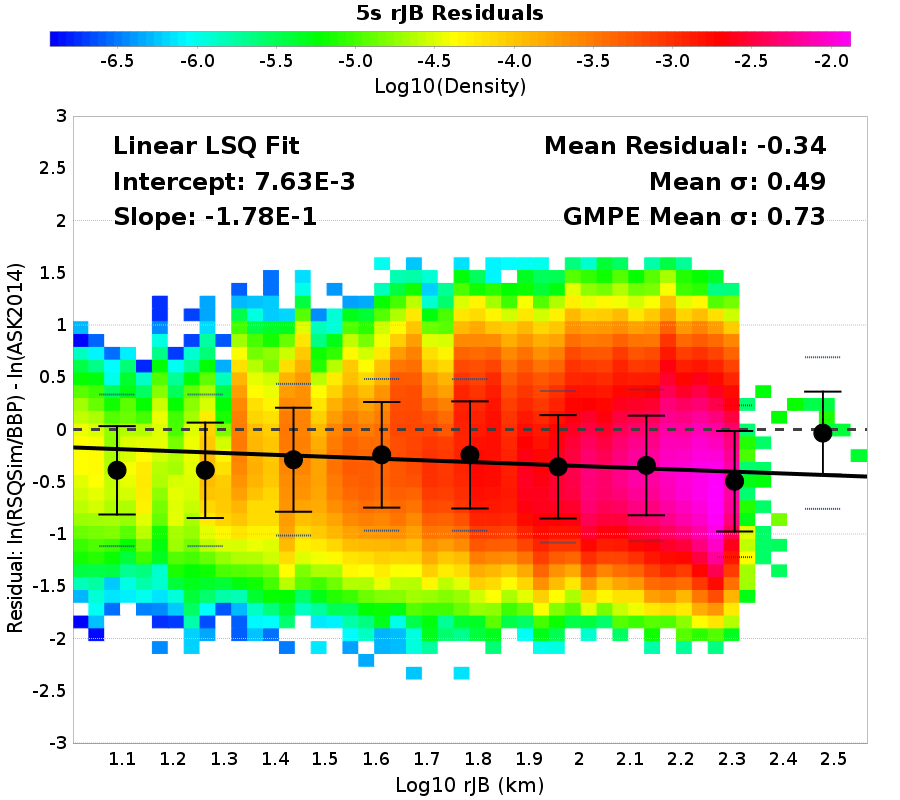 5s rJB Residuals
-6.5 -6.0 -5.5 -5.0 -4.5 -4.0 -3.5 -3.0 -2.5 -2.0
Log10(Density)
Linear LSQ Fit
Intercept: 7.63E-3
Slope: -1.78E-1
Mean Residual: -0.34
Mean σ: 0.49
GMPE Mean σ: 0.73
Residual: ln(RSQSim/BBP) - ln(ASK2014)
3
2.5
2
1.5
1
0.5
0
-0.5
-1
-1.5
-2
-2.5
-3
1.1 1.2 1.3 1.4 1.5 1.6 1.7 1.8 1.9 2 2.1 2.2 2.3 2.4 2.5
Log10 rJB (km)